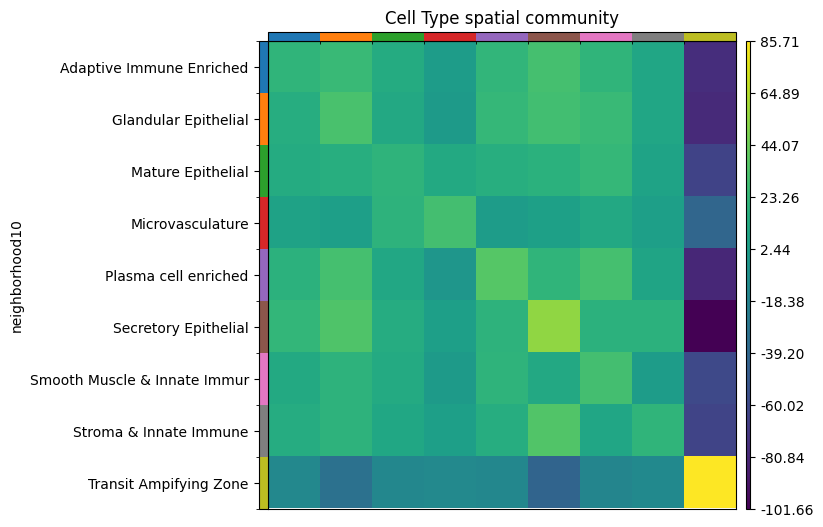 Cell Type spatial community
Adaptive Immune Enriched
Glandular Epithelial
Mature Epithelial
Microvasculature
Plasma cell enriched
Secretory Epithelial
Smooth Muscle & Innate Immur
Stroma & Innate Immune
Transit Ampifying Zone
neighborhood10
85.71
64.89
44.07
23.26
2.44
-18.38
-39.20
-60.02
-80.84
-101.66